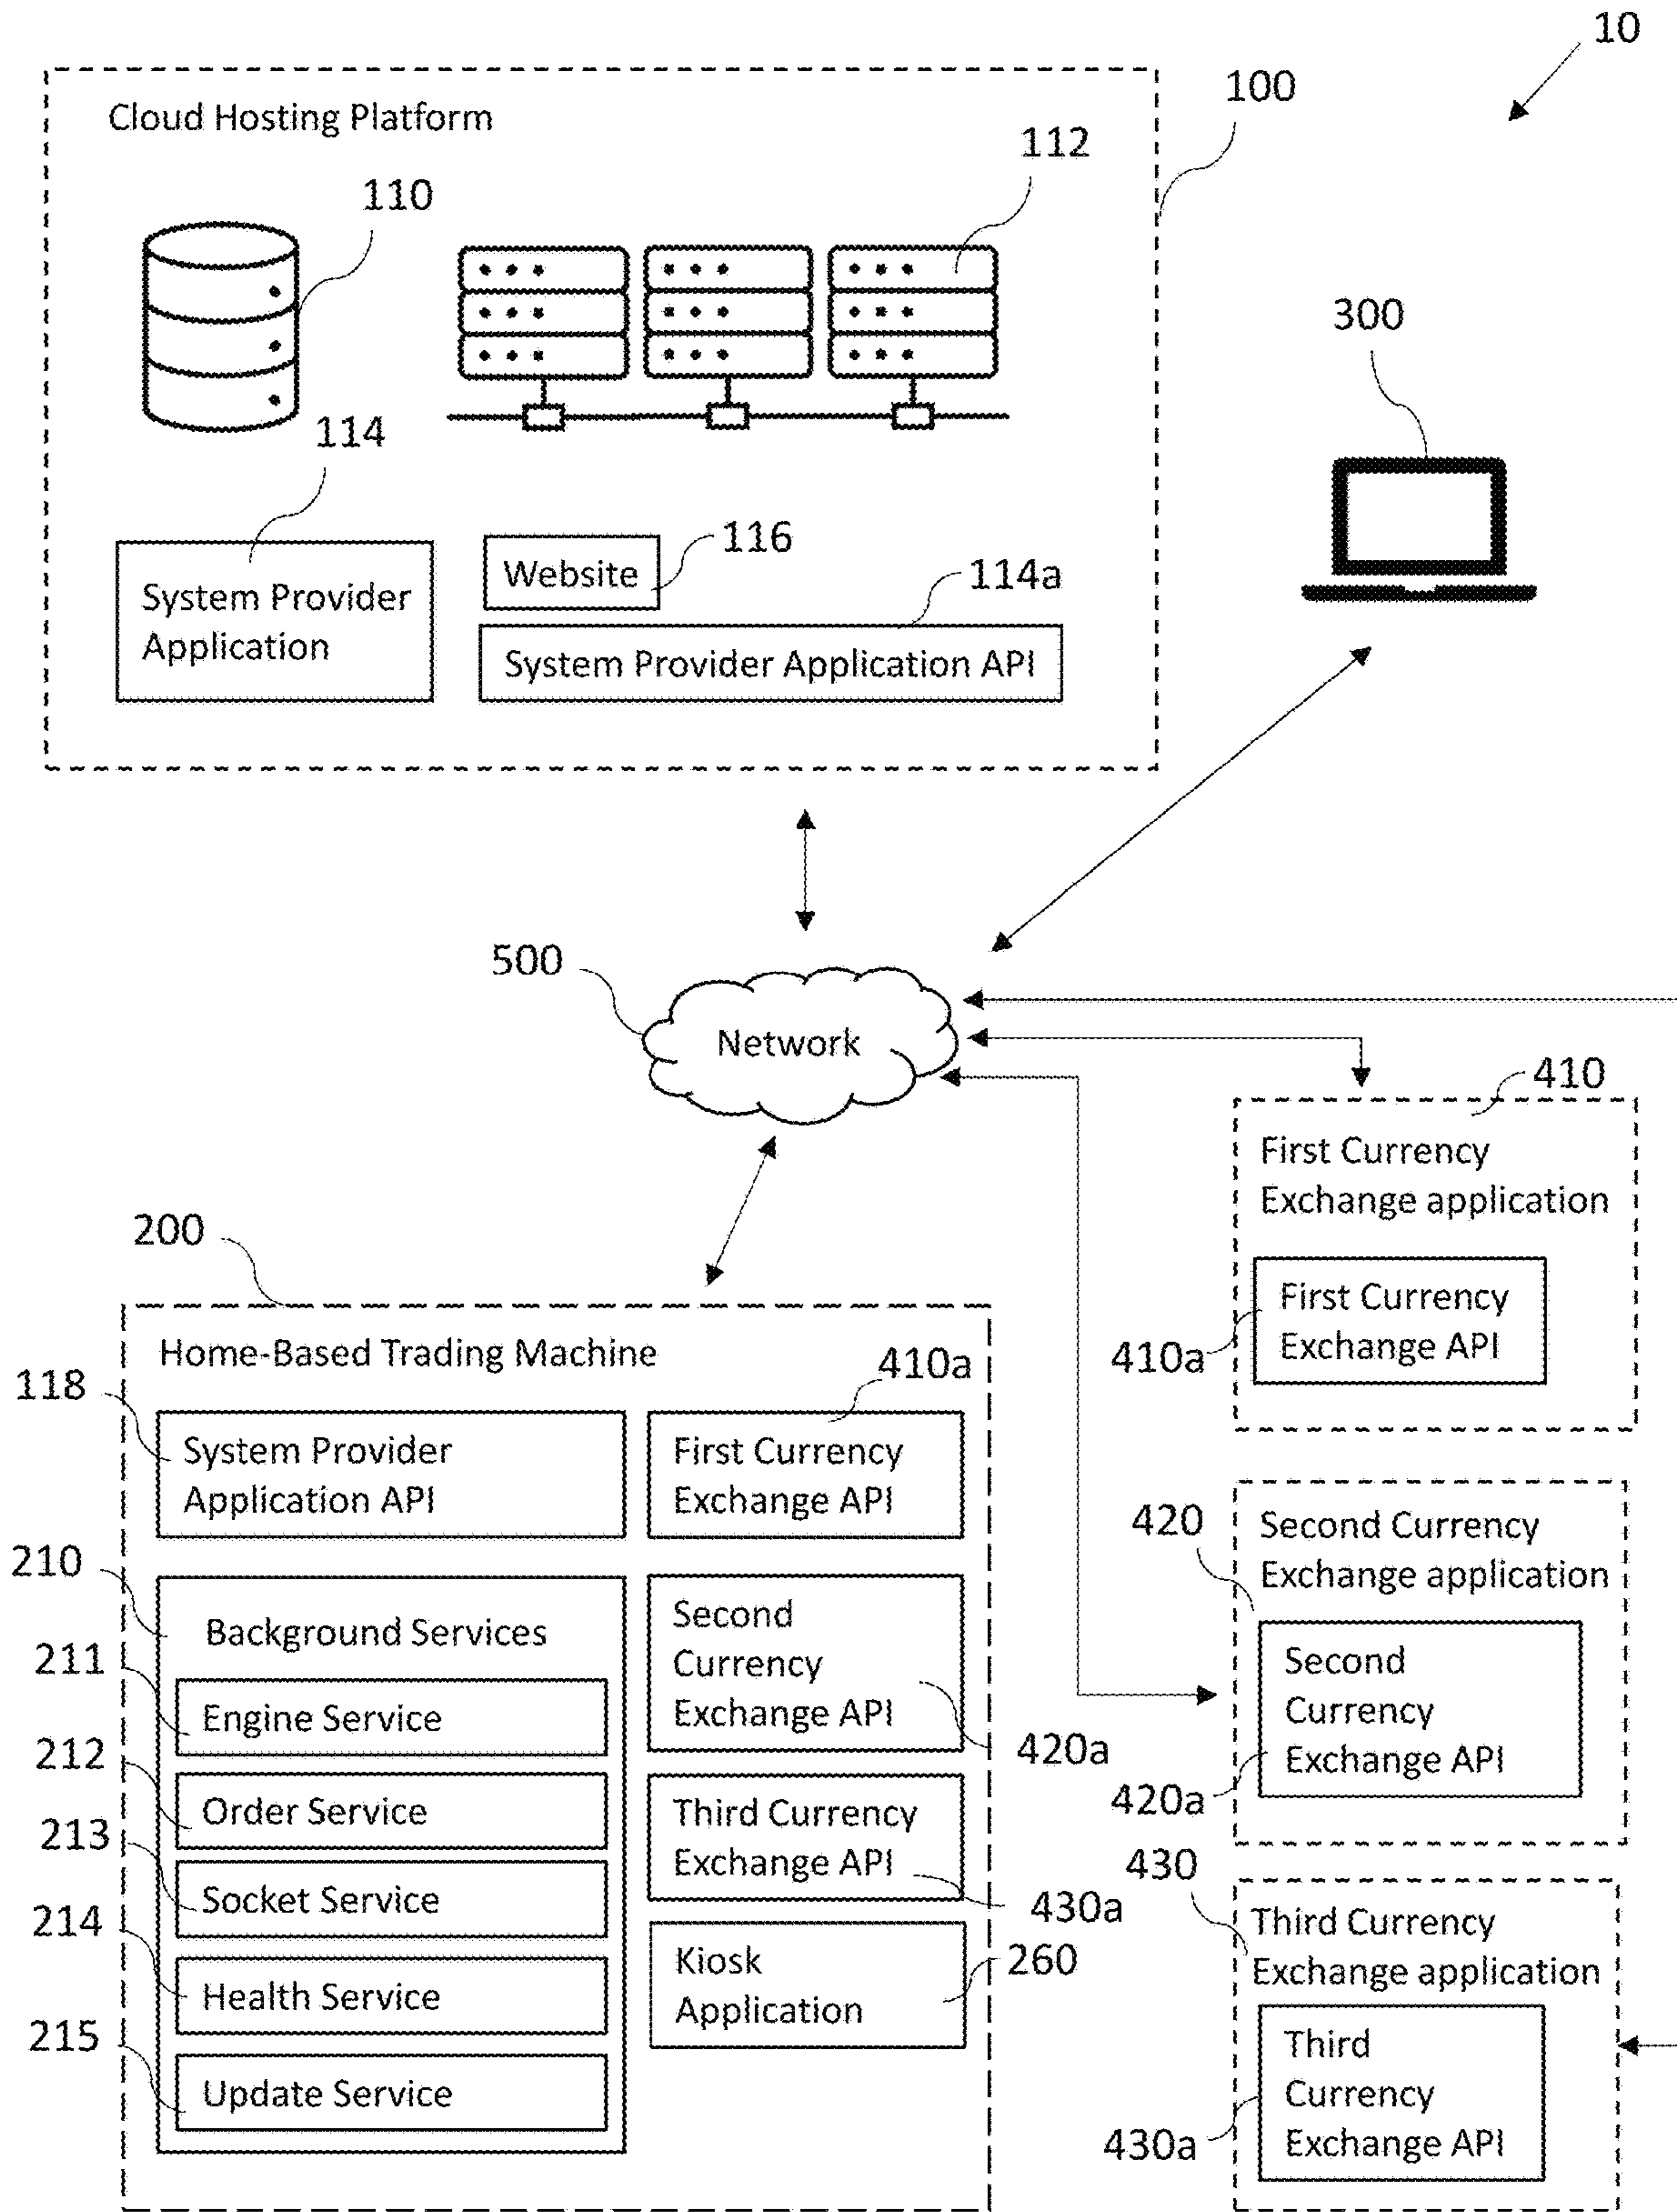 10
Cloud Hosting Platform
100
112
110
300
114
116
Website
114a
System Provider
Application
System Provider Application API
500
Network
410
First Currency
Exchange application
First Currency
Exchange API
410a
200
Home-Based Trading Machine
410a
118
System Provider
Application API
First Currency
Exchange API
210
Background Services
211
Engine Service
212
Order Service
213
Socket Service
214
Health Service
215
Update Service
Second
Currency
Exchange API
420a
Third Currency
Exchange API
430a
Kiosk
Application
260
420
Second Currency
Exchange application
Second
Currency
Exchange API
420a
430
Third Currency
Exchange application
Third
Currency
Exchange API
430a